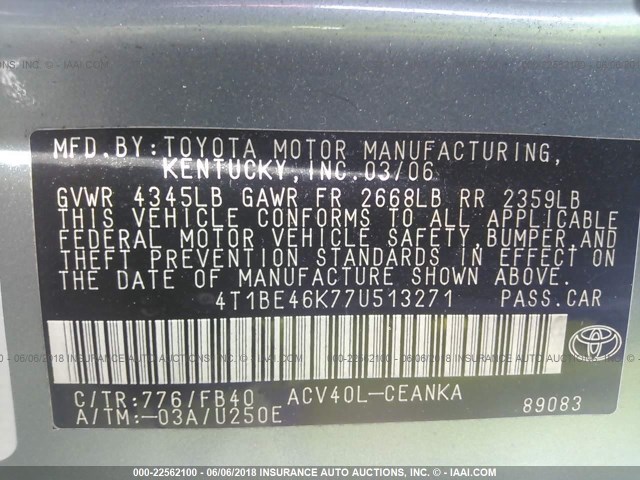 MFD.BY:TOYOTA MOTOR MANUFACTURING,
KENTUCKY,INC.03/06
GVWR 4345LB GAWR FR 2668LB RR 2359LB
THIS VEHICLE CONFORMS TO ALL APPLICABLE
FEDERAL MOTOR VEHICLE SAFETY,BUMPER,AND
THEFT PREVENTION STANDARDS IN EFFECT ON
THE DATE OF MANUFACTURE SHOWN ABOVE.
4T1BE46K77U513271 PASS.CAR
C/TR:776/FB40 ACV40L-CEANKA
A/TM:-03A/U250E 89083
000-22562100 - 06/06/2018 INSURANCE AUTO AUCTIONS, INC. - IAAI.COM